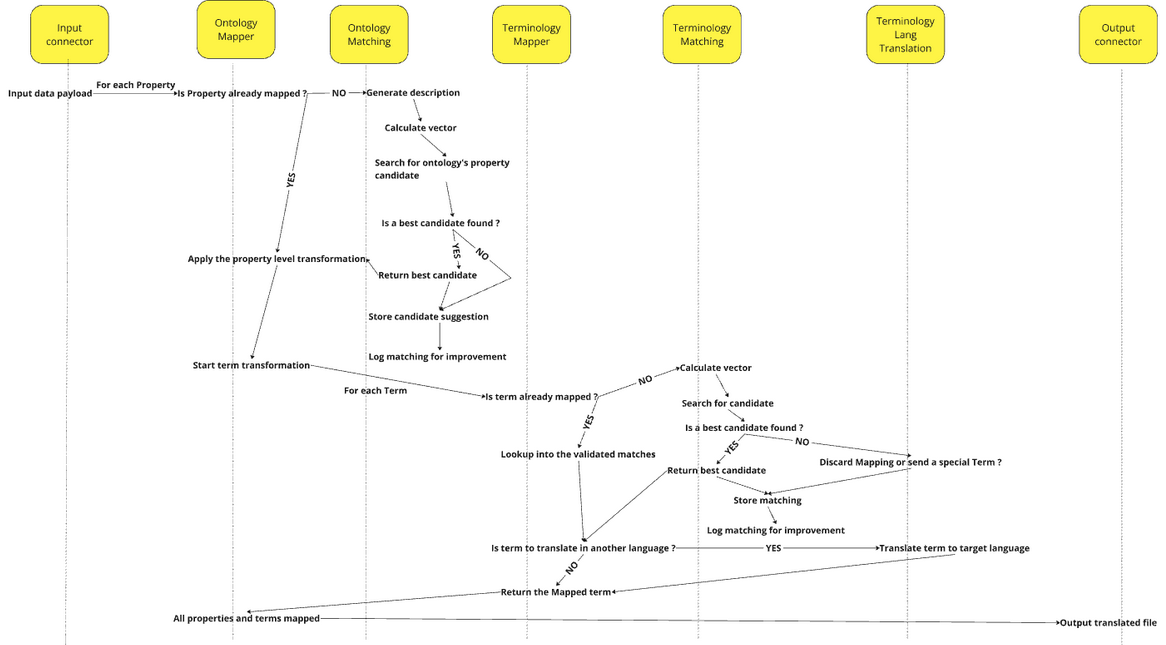 Input
connector
Ontology
Mapper
Ontology
Matching
Terminology
Mapper
Terminology
Matching
Terminology
Lang
Translation
Output
connector
For each Property
Input data payload
Is Property already mapped ?
NO
Generate description
Calculate vector
Search for ontology's property
candidate
YES
Is a best candidate found ?
YES
NO
Apply the property level transformation
Return best candidate
Store candidate suggestion
Log matching for improvement
Start term transformation
For each Term
Is term already mapped ?
NO
Calculate vector
Search for candidate
YES
Is a best candidate found ?
YES
NO
Lookup into the validated matches
Return best candidate
Discard Mapping or send a special Term ?
Store matching
Log matching for improvement
Is term to translate in another language ?
YES
Translate term to target language
NO
Return the Mapped term
All properties and terms mapped
Output translated file